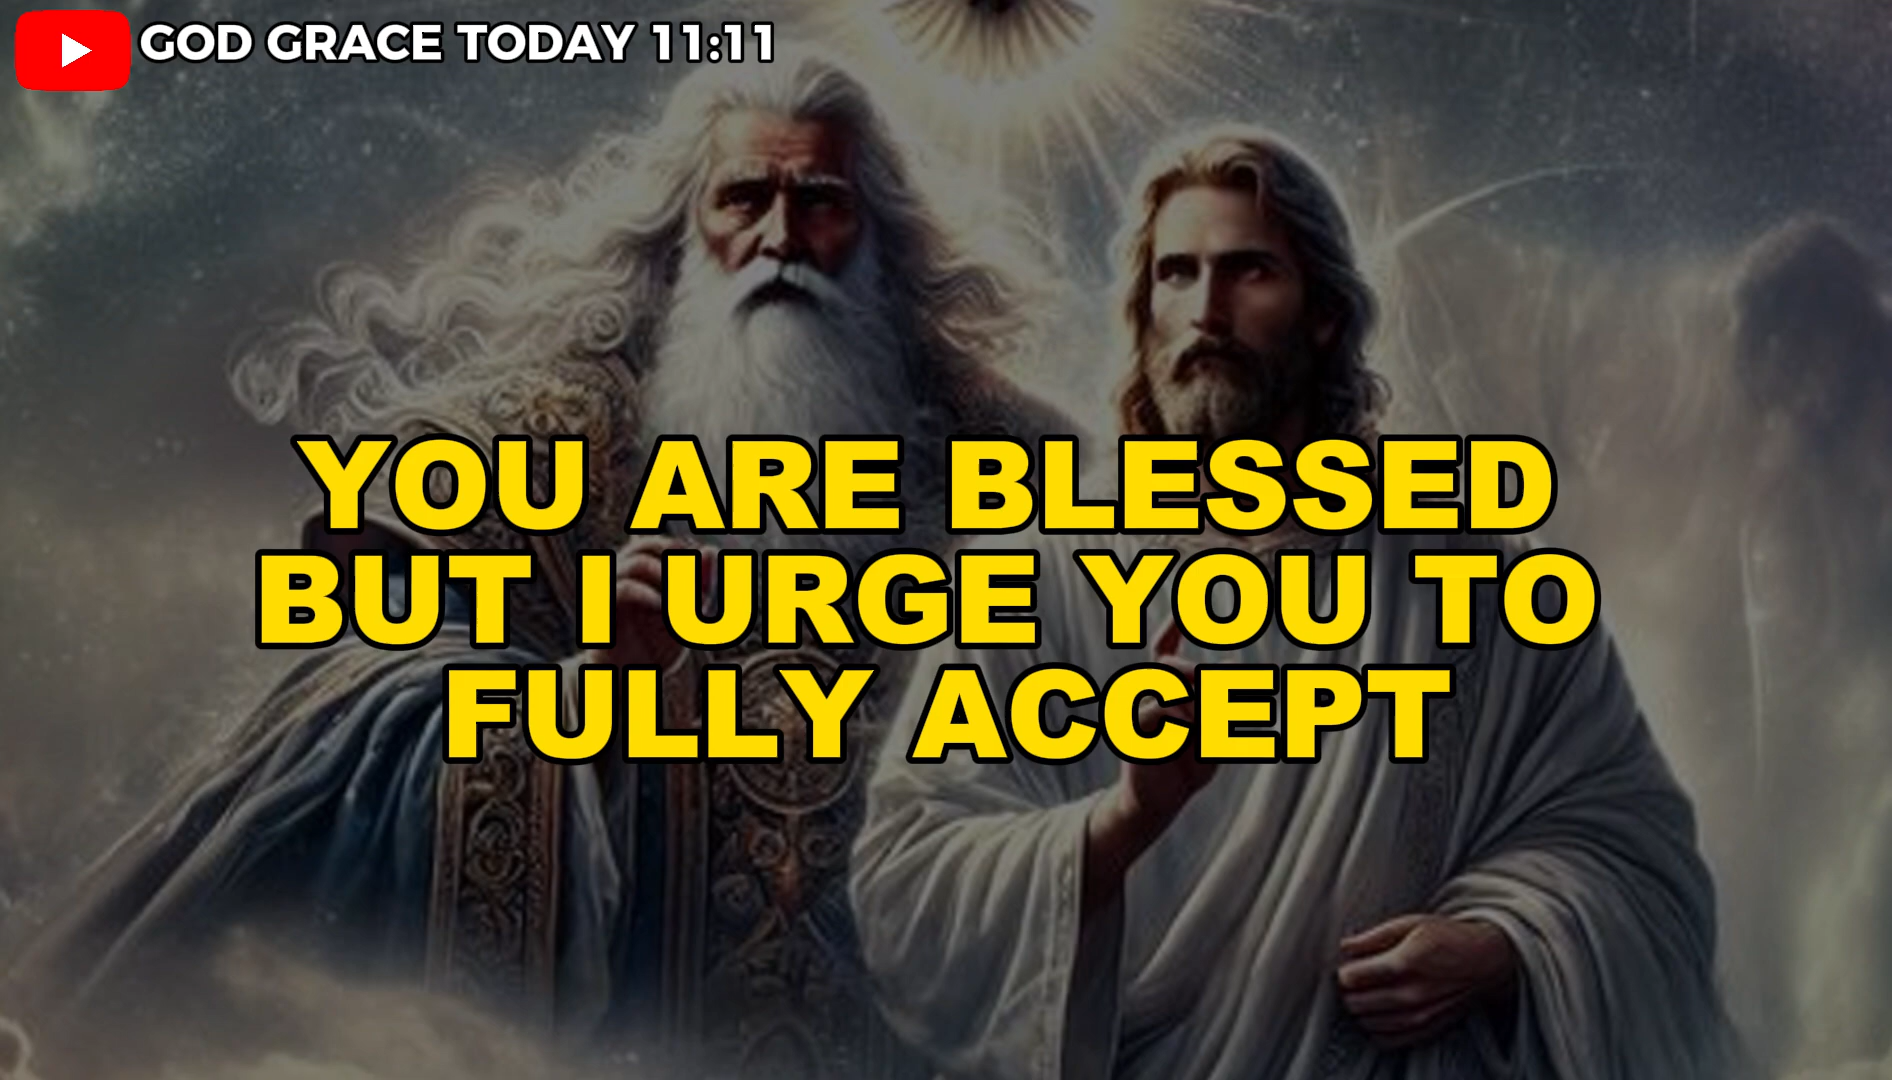 GOD GRACE TODAY 11:11
YOU ARE BLESSED
BUT I URGE YOU TO
FULLY ACCEPT